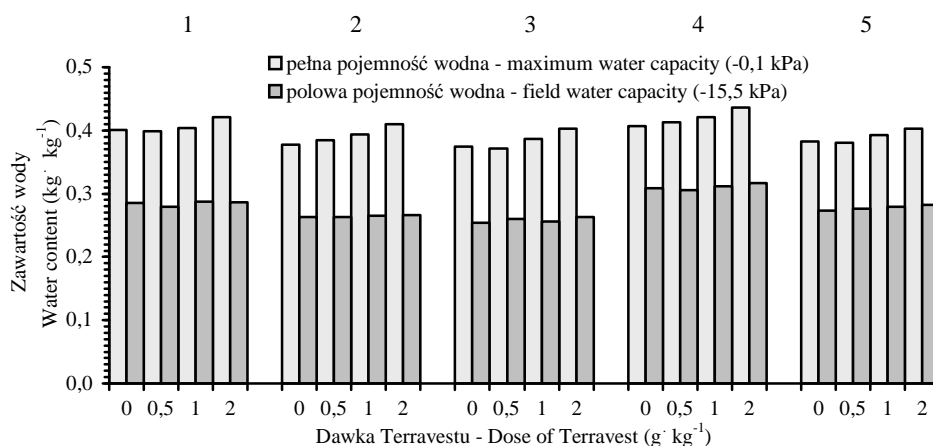 1 2 3 4 5
pełna pojemność wodna - maximum water capacity (-0,1 kPa)
polowa pojemność wodna - field water capacity (-15,5 kPa)
Zawartość wody
Water content (kg· kg-1)
0,5
0,4
0,3
0,2
0,1
0,0
0 0,5 1 2 0 0,5 1 2 0 0,5 1 2 0 0,5 1 2 0 0,5 1 2
Dawka Terravestu - Dose of Terravest (g· kg-1)